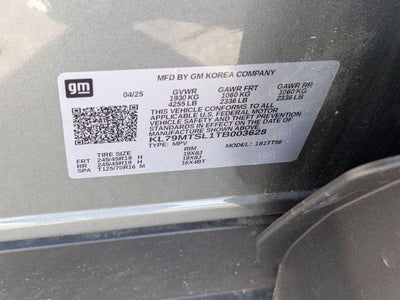 gm
MFD BY GM KOREA COMPANY
04/25 GVWR GAWR FRT GAWR RR
1930 KG 1060 KG 1060 KG
4255 LB 2336 LB 2336 LB
THIS VEHICLE CONFORMS TO ALL APPLICABLE U.S. FEDERAL MOTOR
VEHICLE SAFETY AND THEFT PREVENTION STANDARDS IN EFFECT ON
THE DATE OF MANUFACTURE SHOWN ABOVE.
KL79MTSL1TB003628
TYPE: MPV 1R1TTS6
TIRE SIZE RIM
FRT 245/45R19 H 19X8J
RR 245/45R19 H 19X8J
SPA T125/70R16 M 16X4BT